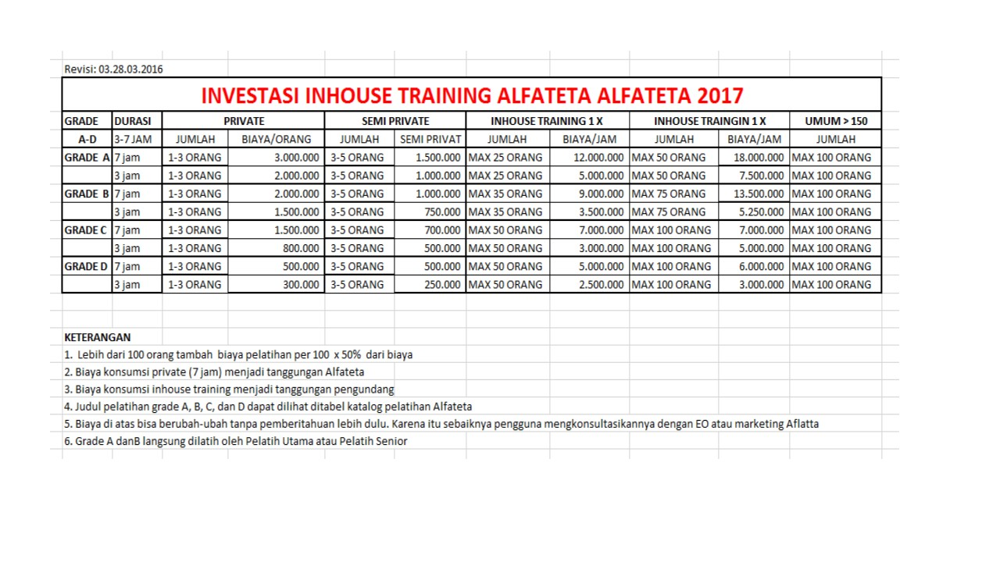 Revisi: 03.28.03.2016
INVESTASI INHOUSE TRAINING ALFATETA ALFATETA 2017
GRADE DURASI PRIVATE SEMI PRIVATE INHOUSE TRAINING 1 X INHOUSE TRAINGIN 1 X UMUM > 150
A-D 3-7 JAM JUMLAH BIAYA/ORANG JUMLAH SEMI PRIVAT JUMLAH BIAYA/JAM JUMLAH BIAYA/JAM JUMLAH
GRADE A 7 jam 1-3 ORANG 3.000.000 3-5 ORANG 1.500.000 MAX 25 ORANG 12.000.000 MAX 50 ORANG 18.000.000 MAX 100 ORANG
3 jam 1-3 ORANG 2.000.000 3-5 ORANG 1.000.000 MAX 25 ORANG 5.000.000 MAX 50 ORANG 7.500.000 MAX 100 ORANG
GRADE B 7 jam 1-3 ORANG 2.000.000 3-5 ORANG 1.000.000 MAX 35 ORANG 9.000.000 MAX 75 ORANG 13.500.000 MAX 100 ORANG
3 jam 1-3 ORANG 1.500.000 3-5 ORANG 750.000 MAX 35 ORANG 3.500.000 MAX 75 ORANG 5.250.000 MAX 100 ORANG
GRADE C 7 jam 1-3 ORANG 1.500.000 3-5 ORANG 700.000 MAX 50 ORANG 7.000.000 MAX 100 ORANG 7.000.000 MAX 100 ORANG
3 jam 1-3 ORANG 800.000 3-5 ORANG 500.000 MAX 50 ORANG 3.000.000 MAX 100 ORANG 5.000.000 MAX 100 ORANG
GRADE D 7 jam 1-3 ORANG 500.000 3-5 ORANG 500.000 MAX 50 ORANG 5.000.000 MAX 100 ORANG 6.000.000 MAX 100 ORANG
3 jam 1-3 ORANG 300.000 3-5 ORANG 250.000 MAX 50 ORANG 2.500.000 MAX 100 ORANG 3.000.000 MAX 100 ORANG
KETERANGAN
1. Lebih dari 100 orang tambah biaya pelatihan per 100 x 50% dari biaya
2. Biaya konsumsi private (7 jam) menjadi tanggungan Alfateta
3. Biaya konsumsi inhouse training menjadi tanggungan pengundang
4. Judul pelatihan grade A, B, C, dan D dapat dilihat ditabel katalog pelatihan Alfateta
5. Biaya di atas bisa berubah-ubah tanpa pemberitahuan lebih dulu. Karena itu sebaiknya pengguna mengkonsultasikannya dengan EO atau marketing Aflatta
6. Grade A danB langsung dilatih oleh Pelatih Utama atau Pelatih Senior